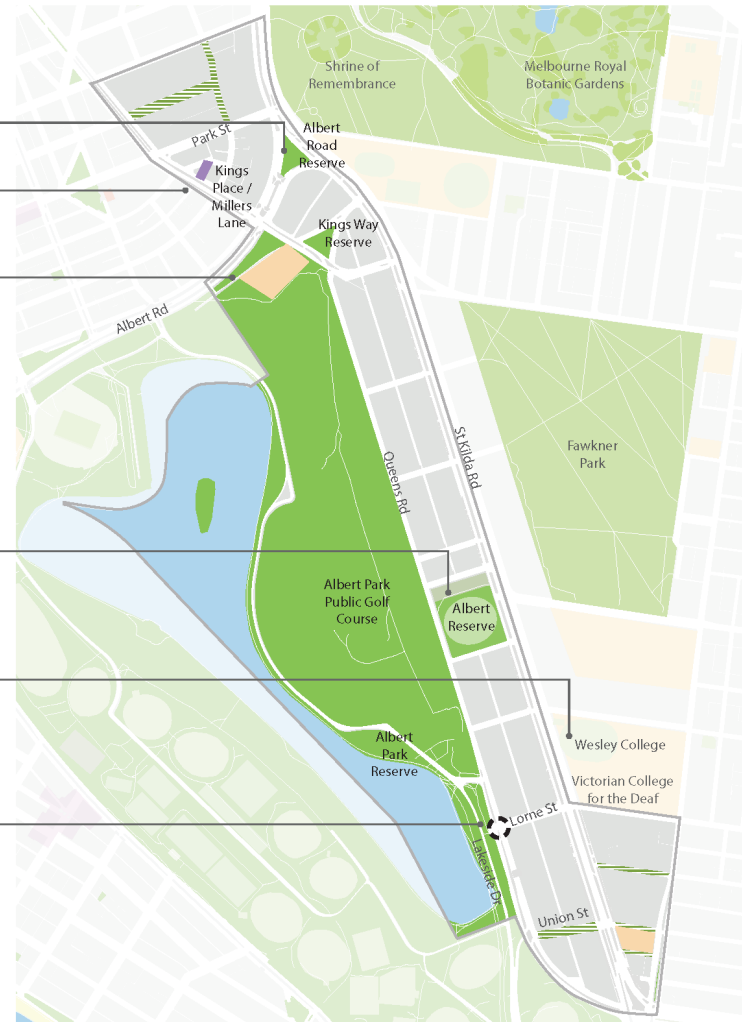 Shrine of
Remembrance
Melbourne Royal
Botanic Gardens
Park St
Albert
Road
Reserve
Kings
Place /
Millers
Lane
Kings Way
Reserve
Albert Rd
St Kilda Rd
Queens Rd
Fawkner
Park
Albert Park
Public Golf
Course
Albert
Reserve
Albert
Park
Reserve
Wesley College
Victorian College
for the Deaf
Lorne St
Lakeside Dr
Union St